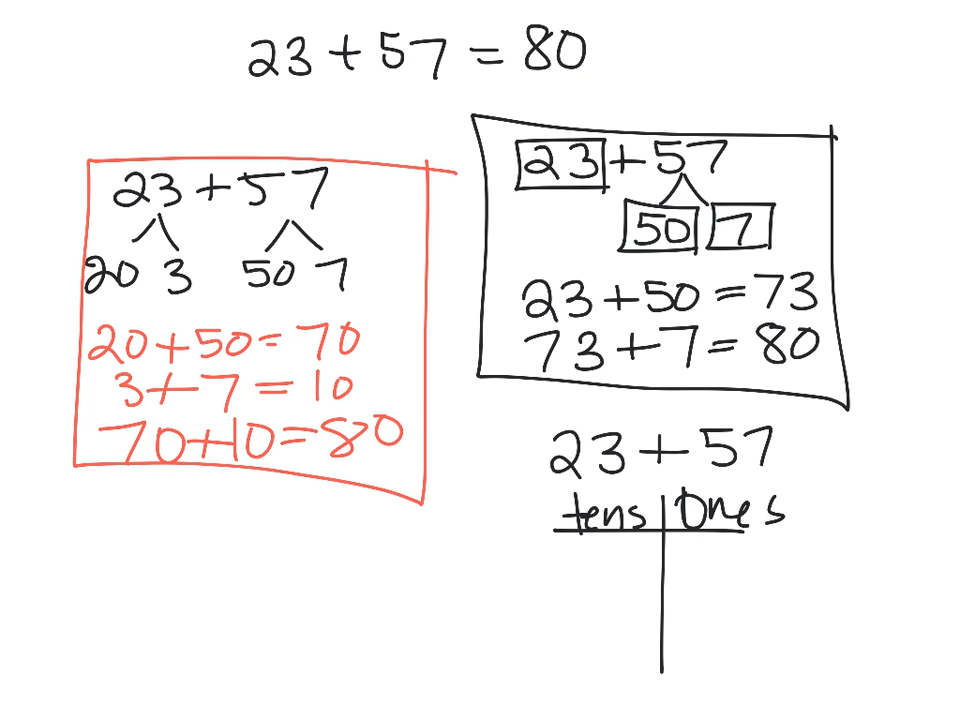 23 + 57 = 80
23 + 57
20 3 50 7
20 + 50 = 70
3 + 7 = 10
70 + 10 = 80
23 + 57
50 7
23 + 50 = 73
73 + 7 = 80
23 + 57
tens ones